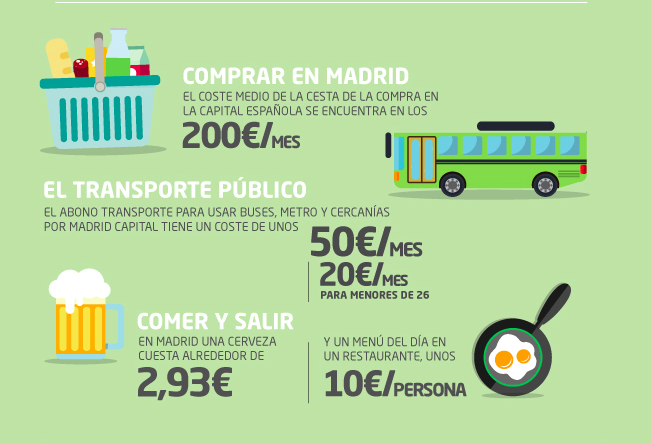 COMPRAR EN MADRID
EL COSTE MEDIO DE LA CESTA DE LA COMPRA EN
LA CAPITAL ESPAÑOLA SE ENCUENTRA EN LOS
200€/MES
EL TRANSPORTE PÚBLICO
EL ABONO TRANSPORTE PARA USAR BUSES, METRO Y CERCANÍAS
POR MADRID CAPITAL TIENE UN COSTE DE UNOS
50€/MES
20€/MES
PARA MENORES DE 26
COMER Y SALIR
EN MADRID UNA CERVEZA
CUESTA ALREDEDOR DE
2,93€
Y UN MENÚ DEL DÍA EN
UN RESTAURANTE, UNOS
10€/PERSONA